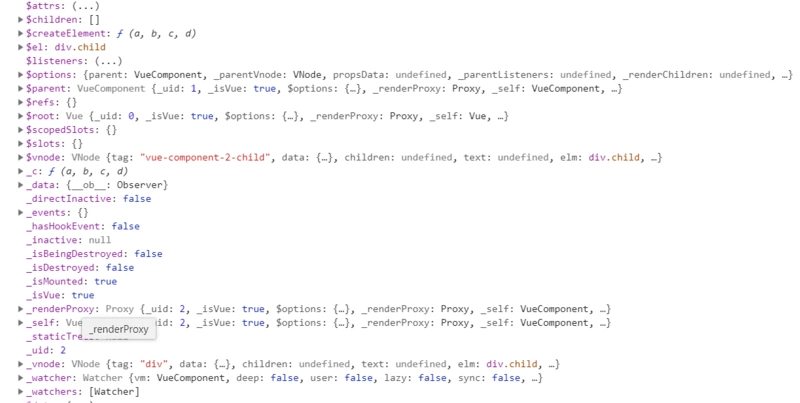 $attrs: (...)
$children: []
$createElement: ƒ (a, b, c, d)
$el: div.child
$listeners: (...)
$options: {parent: VueComponent, _parentVnode: VNode, propsData: undefined, _parentListeners: undefined, _renderChildren: undefined, …}
$parent: VueComponent {_uid: 1, _isVue: true, $options: {…}, _renderProxy: Proxy, _self: VueComponent, …}
$refs: {}
$root: Vue {_uid: 0, _isVue: true, $options: {…}, _renderProxy: Proxy, _self: Vue, …}
$scopedSlots: {}
$slots: {}
$vnode: VNode {tag: "vue-component-2-child", data: {…}, children: undefined, text: undefined, elm: div.child, …}
_c: ƒ (a, b, c, d)
_data: {__ob__: Observer}
_directInactive: false
_events: {}
_hasHookEvent: false
_inactive: null
_isBeingDestroyed: false
_isDestroyed: false
_isMounted: true
_isVue: true
_renderProxy: Proxy {_uid: 2, _isVue: true, $options: {…}, _renderProxy: Proxy, _self: VueComponent, …}
_self: Vue _uid: 2, _isVue: true, $options: {…}, _renderProxy: Proxy, _self: VueComponent, …}
_renderProxy
_staticTre
_uid: 2
_vnode: VNode {tag: "div", data: {…}, children: undefined, text: undefined, elm: div.child, …}
_watcher: Watcher {vm: VueComponent, deep: false, user: false, lazy: false, sync: false, …}
_watchers: [Watcher]